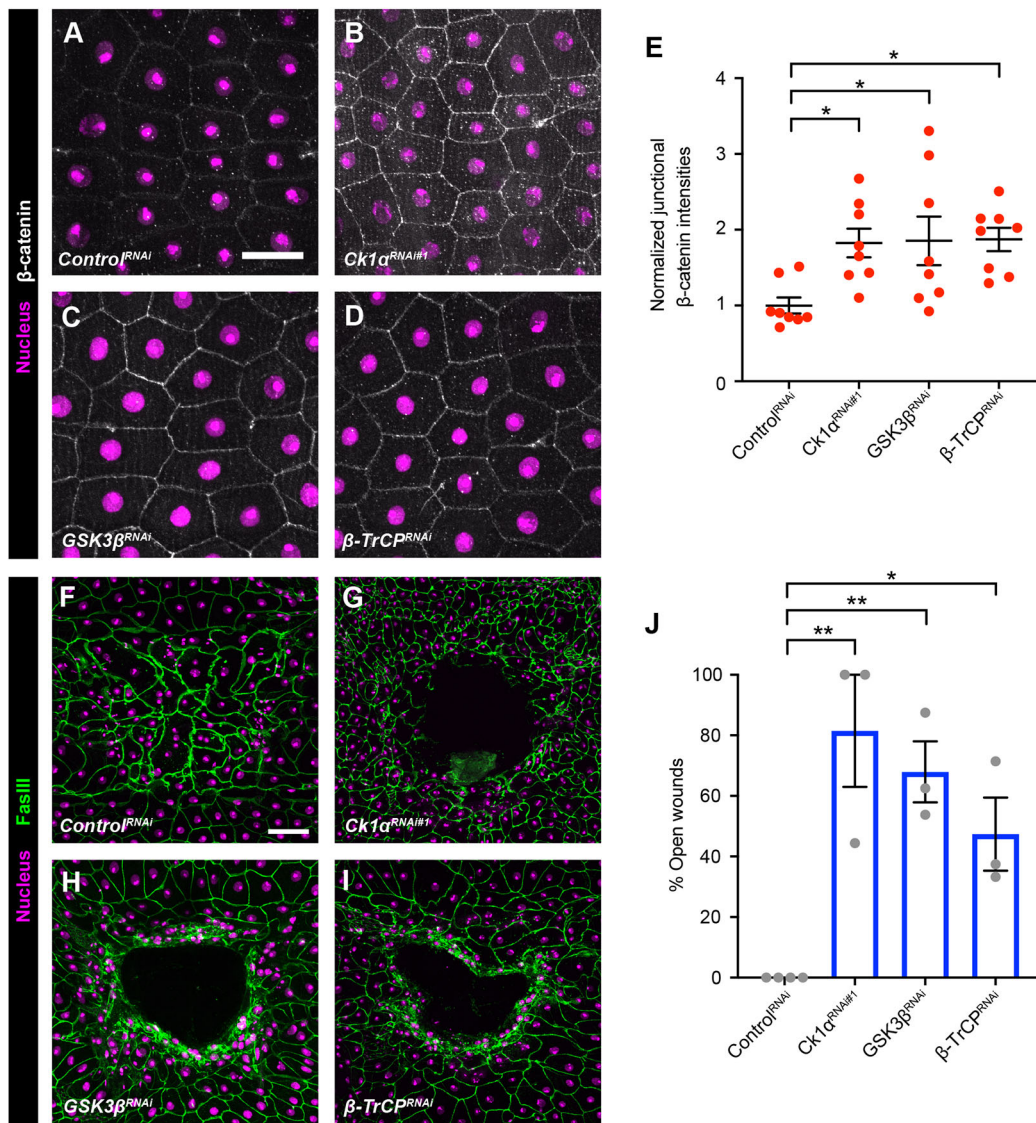 A
B
Control^RNAi
Ck1α^RNAi#1
C
D
GSK3β^RNAi
β-TrCP^RNAi
Nucleus β-catenin
E
*
*
*
Normalized junctional
β-catenin intensities
4
3
2
1
0
Control^RNAi
Ck1α^RNAi#1
GSK3β^RNAi
β-TrCP^RNAi
F
G
Control^RNAi
Ck1α^RNAi#1
H
I
GSK3β^RNAi
β-TrCP^RNAi
Nucleus FasIII
J
*
**
**
% Open wounds
100
80
60
40
20
0
Control^RNAi
Ck1α^RNAi#1
GSK3β^RNAi
β-TrCP^RNAi